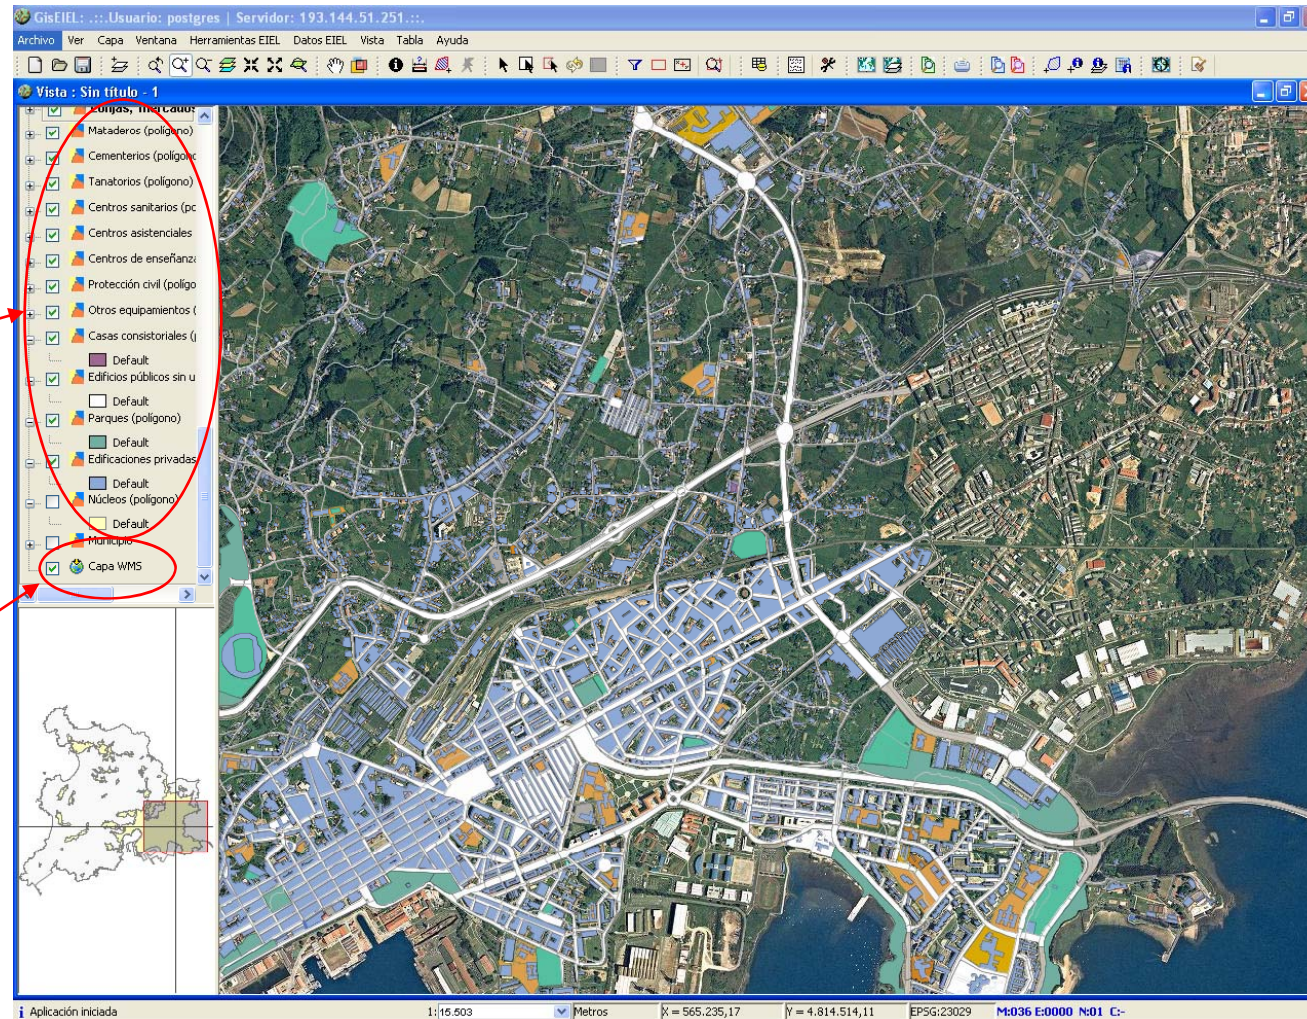 GisEIEL: .::.Usuario: postgres | Servidor: 193.144.51.251.::.
Archivo Ver Capa Ventana Herramientas EIEL Datos EIEL Vista Tabla Ayuda
Vista : Sin título - 1
Lonjas, mercados
Mataderos (polígono)
Cementerios (polígono
Tanatorios (polígono)
Centros sanitarios (po
Centros asistenciales
Centros de enseñanza
Protección civil (polígo
Otros equipamientos (
Casas consistoriales (p
Default
Edificios públicos sin u
Default
Parques (polígono)
Default
Edificaciones privadas
Default
Núcleos (polígono)
Default
Municipio
Capa WMS
Aplicación iniciada 1: 15.503 Metros X = 565.235,17 Y = 4.814.514,11 EPSG:23029 M:036 E:0000 N:01 C:-